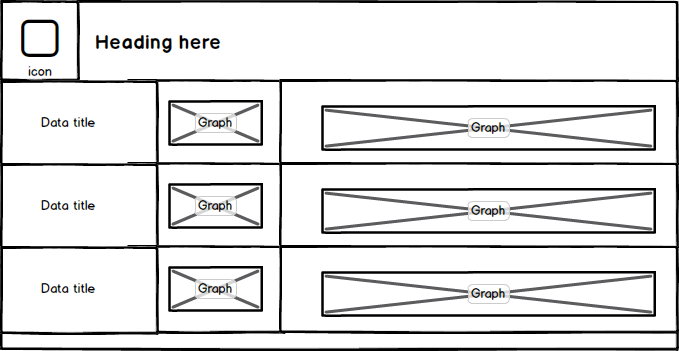 icon
Heading here
Data title
Graph
Graph
Data title
Graph
Graph
Data title
Graph
Graph